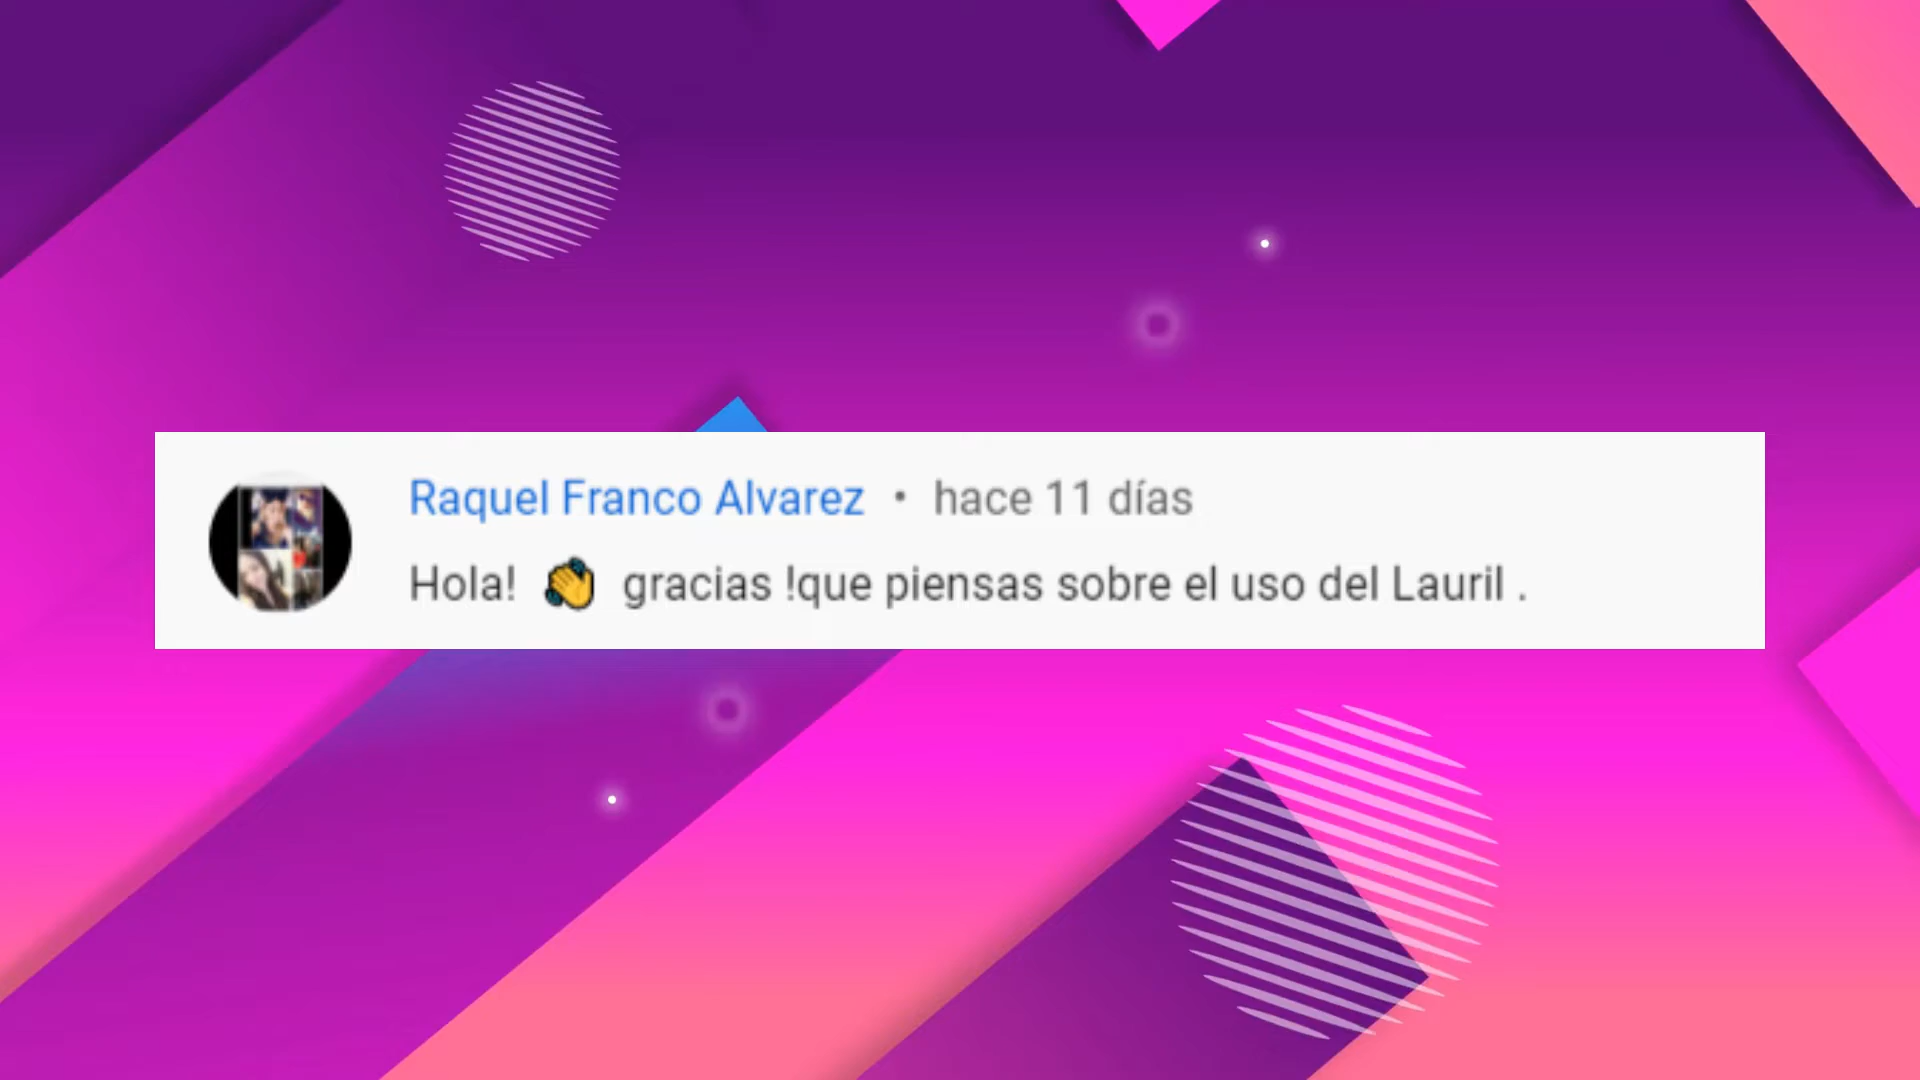 Raquel Franco Alvarez • hace 11 días
Hola! 👋 gracias !que piensas sobre el uso del Lauril .